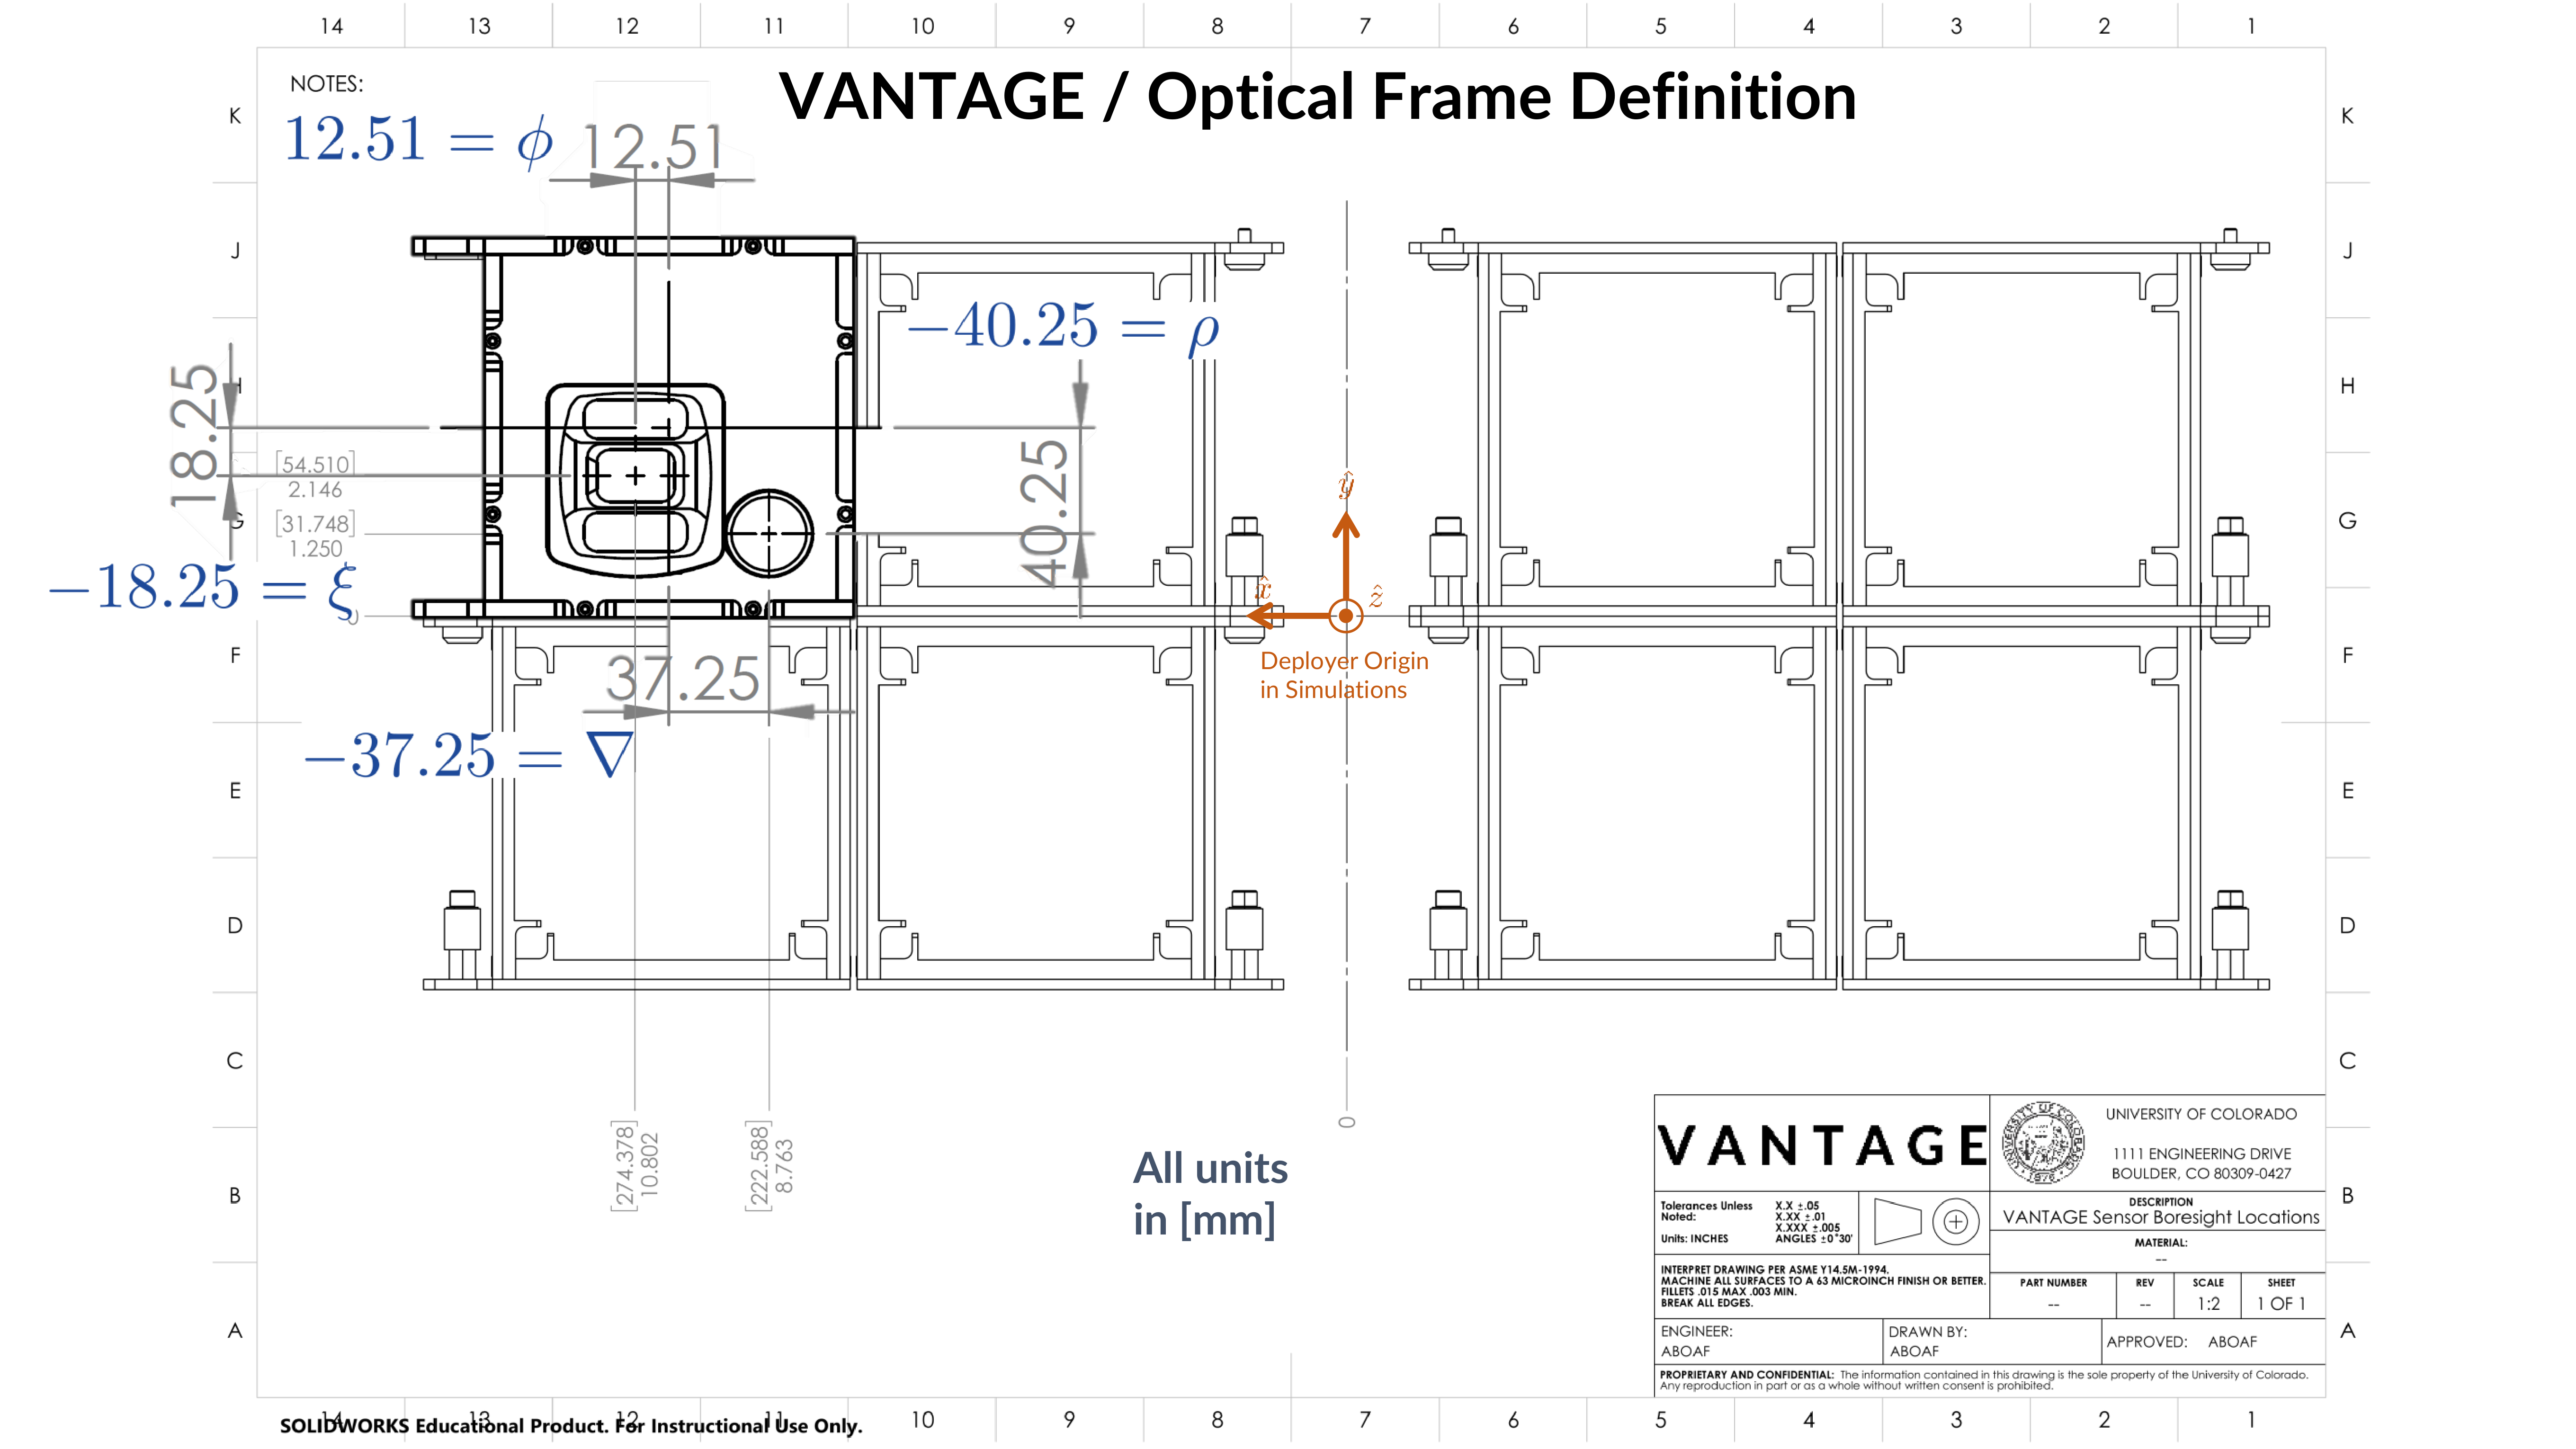 14 13 12 11 10 9 8 7 6 5 4 3 2 1
NOTES:
VANTAGE / Optical Frame Definition
K K
12.51 = ϕ
12.51
J J
−40.25 = ρ
18.25
H H
40.25
[54.510]
2.146
[31.748]
1.250
G G
ŷ
−18.25 = ξ
0
x̂
ẑ
Deployer Origin
in Simulations
F F
37.25
−37.25 = ∇
E E
D D
C C
[274.378]
10.802
[222.588]
8.763
0
All units
in [mm]
B B
A A
VANTAGE
UNIVERSITY OF COLORADO
1111 ENGINEERING DRIVE
BOULDER, CO 80309-0427
Tolerances Unless
Noted:
Units: INCHES
X.X ±.05
X.XX ±.01
X.XXX ±.005
ANGLES ±0°30'
DESCRIPTION
VANTAGE Sensor Boresight Locations
MATERIAL:
--
INTERPRET DRAWING PER ASME Y14.5M-1994.
MACHINE ALL SURFACES TO A 63 MICROINCH FINISH OR BETTER.
FILLETS .015 MAX .003 MIN.
BREAK ALL EDGES.
PART NUMBER REV SCALE SHEET
-- -- 1:2 1 OF 1
ENGINEER:
ABOAF
DRAWN BY:
ABOAF
APPROVED: ABOAF
PROPRIETARY AND CONFIDENTIAL: The information contained in this drawing is the sole property of the University of Colorado.
Any reproduction in part or as a whole without written consent is prohibited.
14 13 12 11 10 9 8 7 6 5 4 3 2 1
SOLIDWORKS Educational Product. For Instructional Use Only.